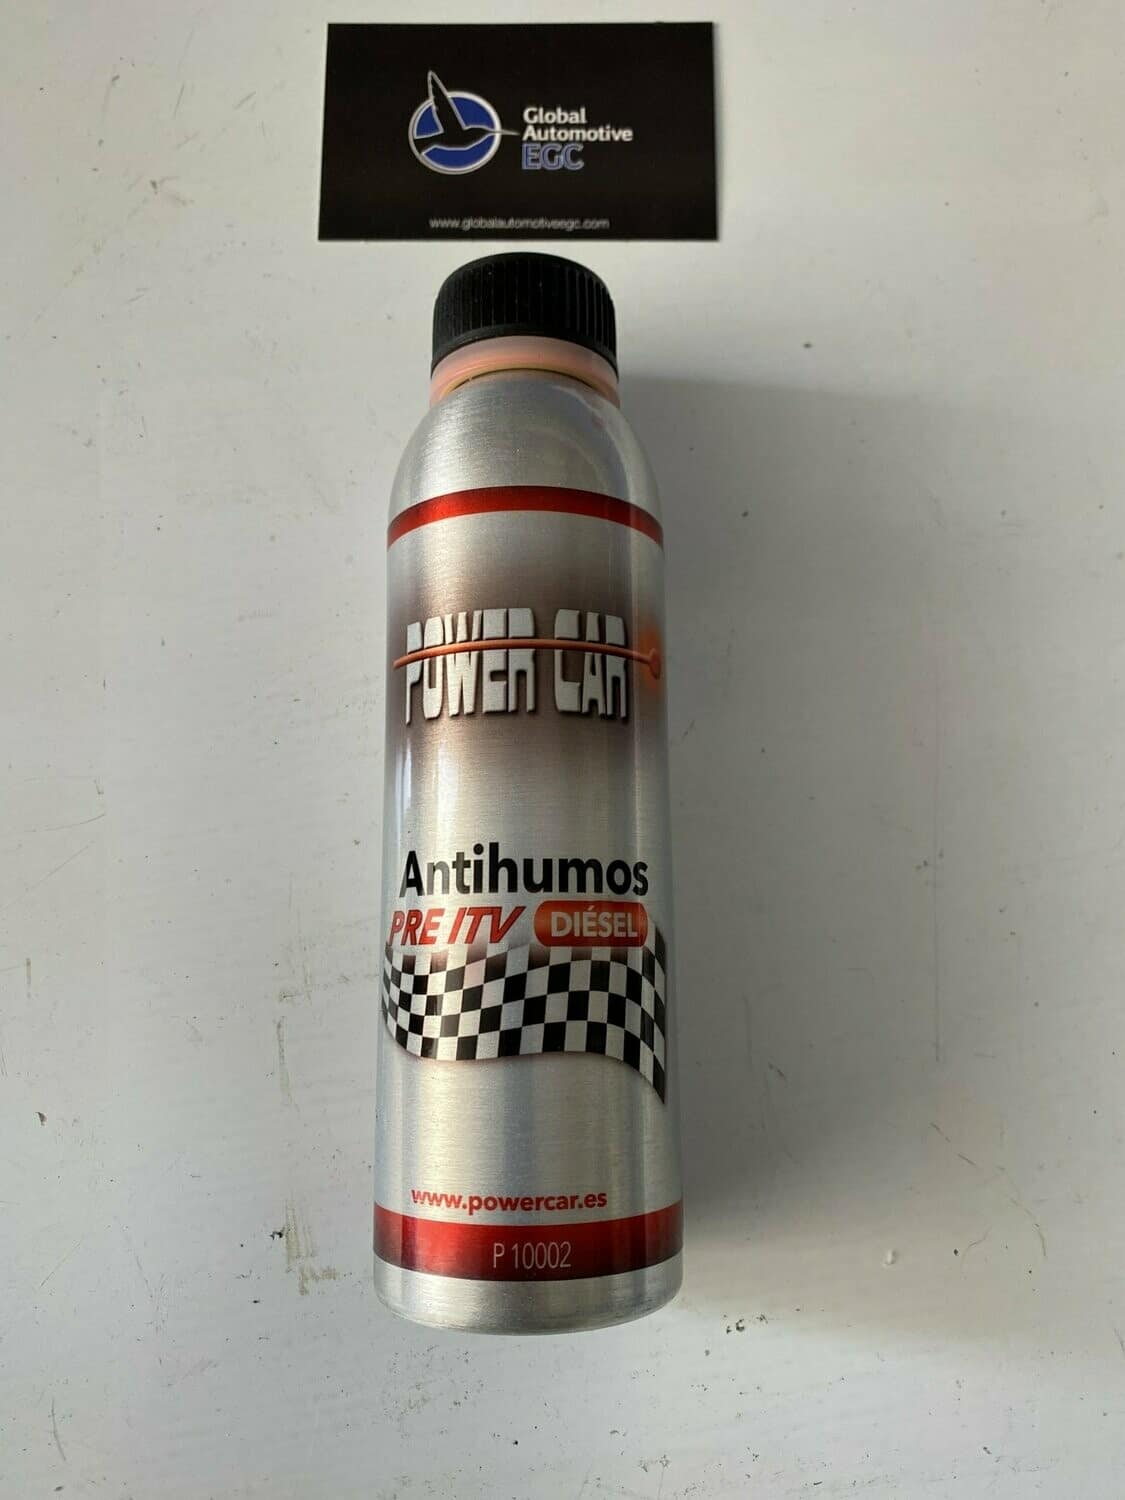 Global
Automotive
EGC
www.globalautomotiveegc.com
POWER CAR
Antihumos
PRE ITV DIÉSEL
www.powercar.es
P 10002